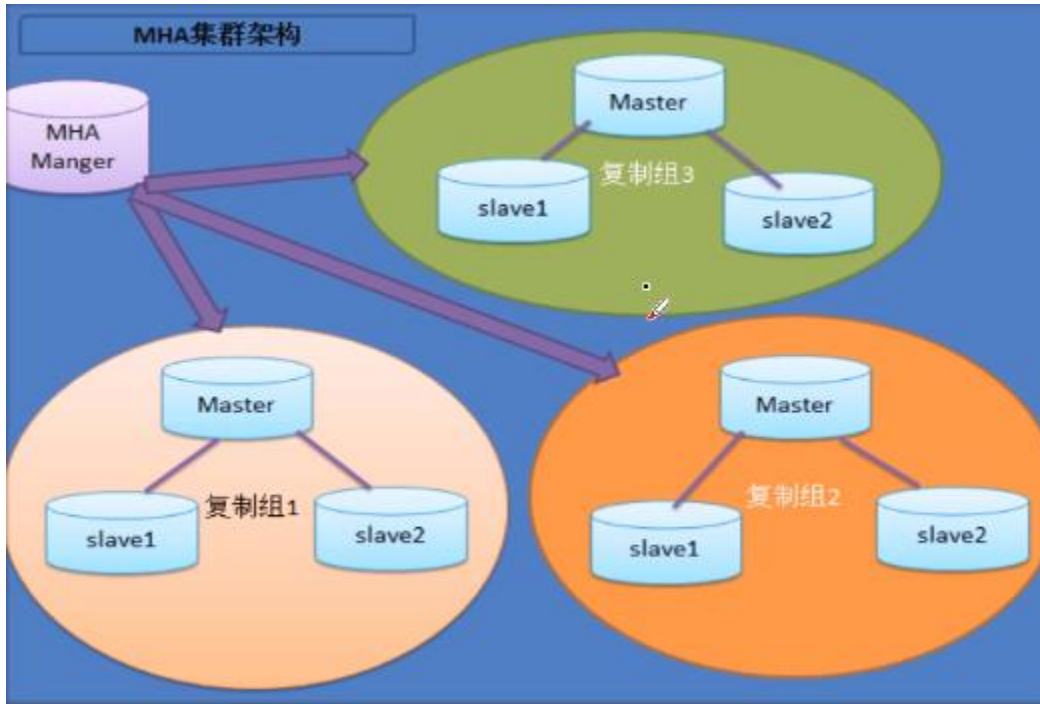 MHA集群架构
MHA
Manger
Master
复制组3
slave1
slave2
Master
复制组1
slave1
slave2
Master
复制组2
slave1
slave2